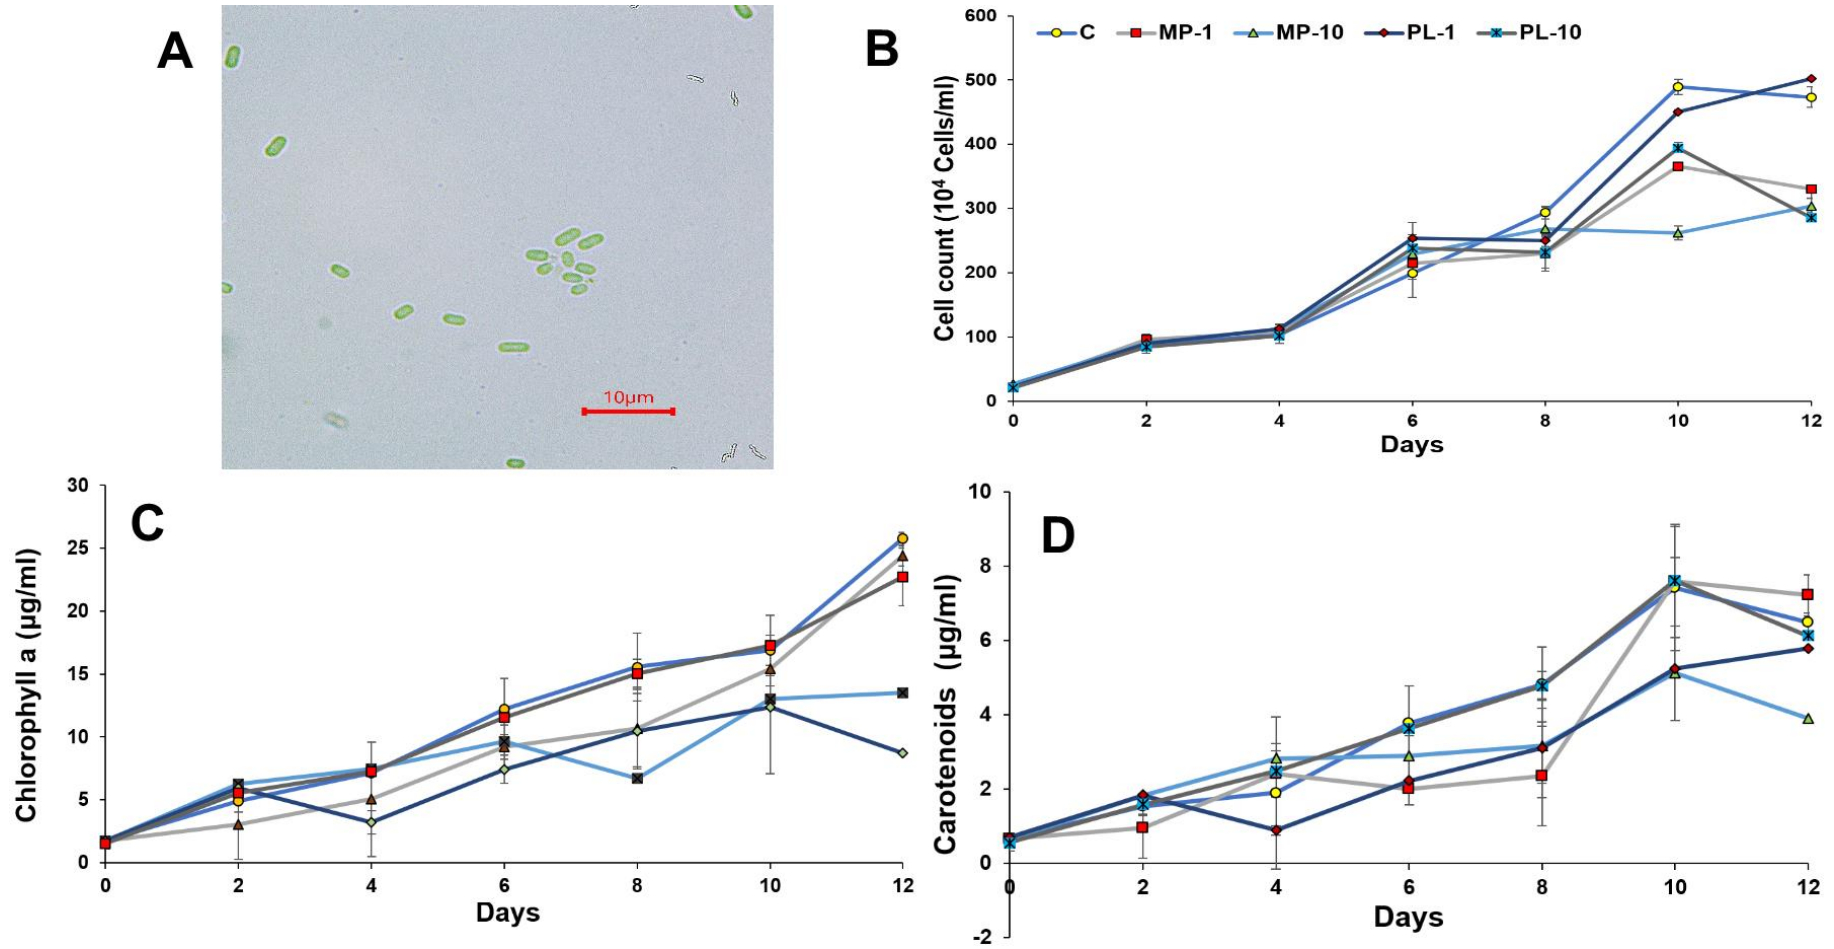 A
10µm
B
C MP-1 MP-10 PL-1 PL-10
Cell count (10⁴ Cells/ml)
600
500
400
300
200
100
0
0 2 4 6 8 10 12
Days
C
Chlorophyll a (µg/ml)
30
25
20
15
10
5
0
0 2 4 6 8 10 12
Days
D
Carotenoids (µg/ml)
10
8
6
4
2
0
-2
0 2 4 6 8 10 12
Days